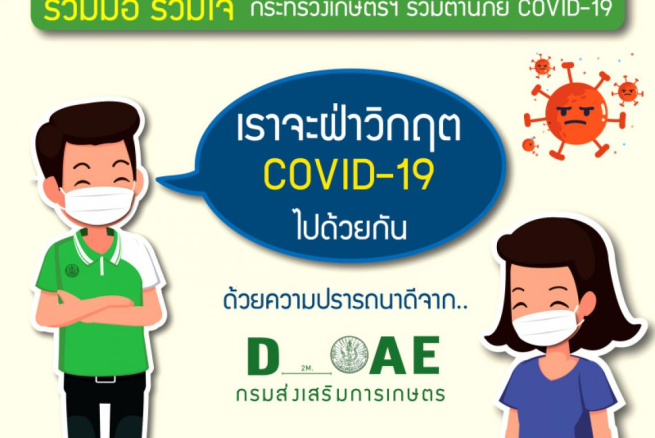 ร่วมมือ ร่วมใจ กระทรวงเกษตรฯ ร่วมต้านภัย COVID-19
เราจะฝ่าวิกฤต
COVID-19
ไปด้วยกัน
ด้วยความปรารถนาดีจาก..
D 2M. AE
กรมส่งเสริมการเกษตร